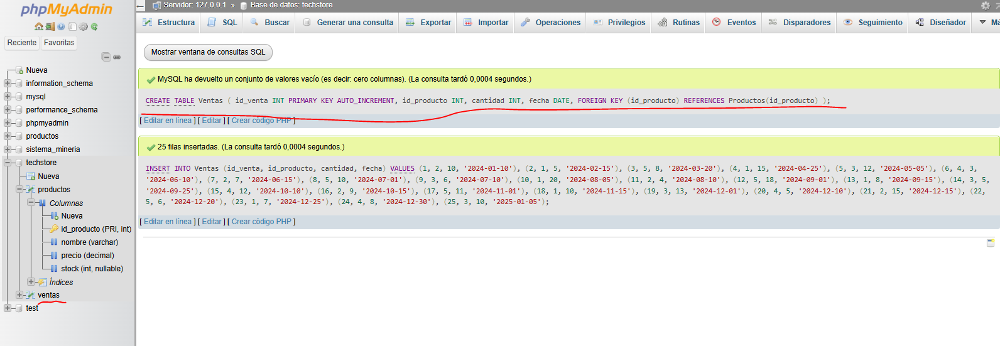 phpMyAdmin
Reciente Favoritas
Nueva
information_schema
mysql
performance_schema
phpmyadmin
productos
sistema_mineria
techstore
Nueva
productos
Columnas
Nueva
id_producto (PRI, int)
nombre (varchar)
precio (decimal)
stock (int, nullable)
Índices
ventas
test
Servidor: 127.0.0.1 » Base de datos: techstore
Estructura SQL Buscar Generar una consulta Exportar Importar Operaciones Privilegios Rutinas Eventos Disparadores Seguimiento Diseñador Má
Mostrar ventana de consultas SQL
MySQL ha devuelto un conjunto de valores vacío (es decir: cero columnas). (La consulta tardó 0,0004 segundos.)
CREATE TABLE Ventas ( id_venta INT PRIMARY KEY AUTO_INCREMENT, id_producto INT, cantidad INT, fecha DATE, FOREIGN KEY (id_producto) REFERENCES Productos(id_producto) );
[ Editar en línea ] [ Editar ] [ Crear código PHP ]
25 filas insertadas. (La consulta tardó 0,0004 segundos.)
INSERT INTO Ventas (id_venta, id_producto, cantidad, fecha) VALUES (1, 2, 10, '2024-01-10'), (2, 1, 5, '2024-02-15'), (3, 5, 8, '2024-03-20'), (4, 1, 15, '2024-04-25'), (5, 3, 12, '2024-05-05'), (6, 4, 3,
'2024-06-10'), (7, 2, 7, '2024-06-15'), (8, 5, 10, '2024-07-01'), (9, 3, 6, '2024-07-10'), (10, 1, 20, '2024-08-05'), (11, 2, 4, '2024-08-10'), (12, 5, 18, '2024-09-01'), (13, 1, 8, '2024-09-15'), (14, 3, 5,
'2024-09-25'), (15, 4, 12, '2024-10-10'), (16, 2, 9, '2024-10-15'), (17, 5, 11, '2024-11-01'), (18, 1, 10, '2024-11-15'), (19, 3, 13, '2024-12-01'), (20, 4, 5, '2024-12-10'), (21, 2, 15, '2024-12-15'), (22,
5, 6, '2024-12-20'), (23, 1, 7, '2024-12-25'), (24, 4, 8, '2024-12-30'), (25, 3, 10, '2025-01-05');
[ Editar en línea ] [ Editar ] [ Crear código PHP ]